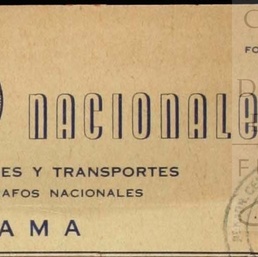 NACIONALE
ES Y TRANSPORTES
AFOS NACIONALES
AMA